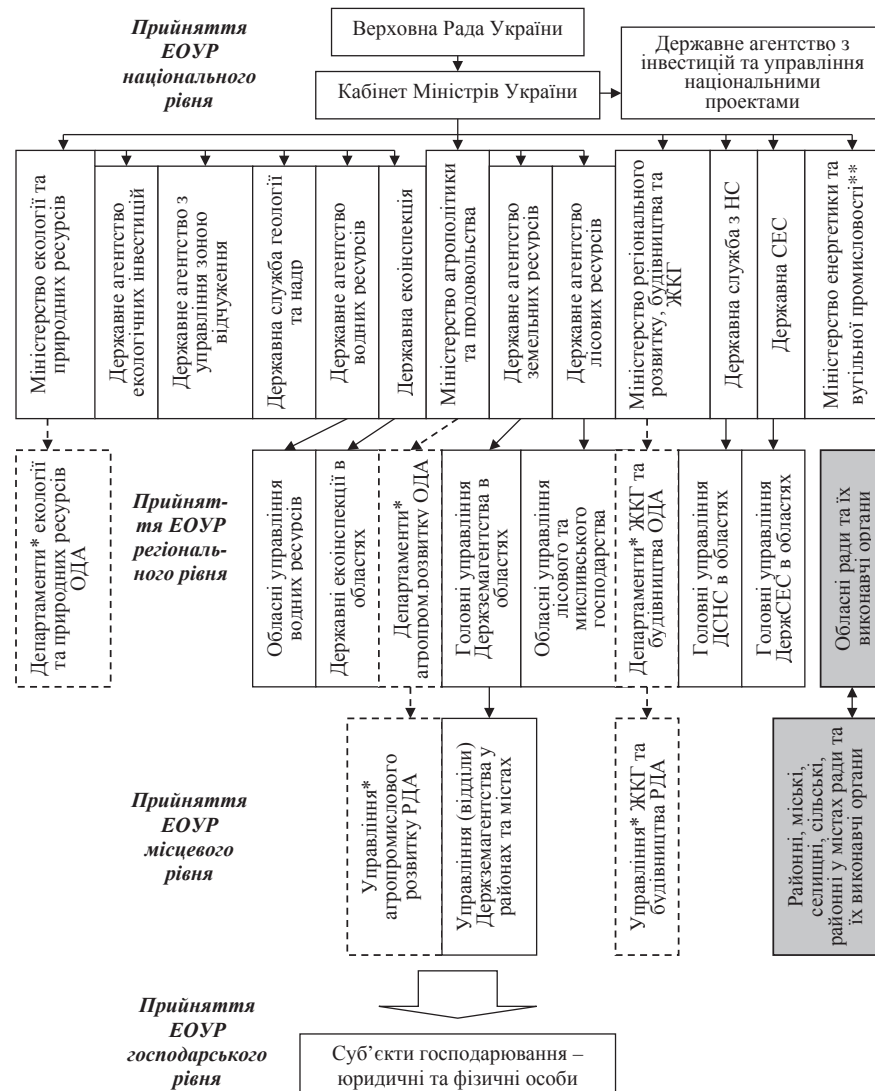 Прийняття
ЕОУР
національного
рівня
Верховна Рада України
Кабінет Міністрів України
Державне агентство з
інвестицій та управління
національними
проектами
Міністерство екології та
природних ресурсів
Державне агентство
екологічних інвестицій
Державне агентство з
управління зоною
відчуження
Державна служба геології
та надр
Державне агентство
водних ресурсів
Державна екоінспекція
Міністерство агрополітики
та продовольства
Державне агентство
земельних ресурсів
Державне агентство
лісових ресурсів
Міністерство регіонального
розвитку, будівництва та
ЖКГ
Державна служба з НС
Державна СЕС
Міністерство енергетики та
вугільної промисловості**
Прийнят-
тя ЕОУР
регіональ-
ного рівня
Департаменти* екології
та природних ресурсів
ОДА
Обласні управління
водних ресурсів
Державні екоінспекції в
областях
Департаменти*
агропром.розвитку ОДА
Головні управління
Держземагентства в
областях
Обласні управління
лісового та
мисливського
господарства
Департаменти* ЖКГ та
будівництва ОДА
Головні управління
ДСНС в областях
Головні управління
ДержСЕС в областях
Обласні ради та їх
виконавчі органи
Прийняття
ЕОУР
місцевого
рівня
Управління*
агропромислового
розвитку РДА
Управління (відділи)
Держземагентства у
районах та містах
Управління* ЖКГ та
будівництва РДА
Районні, міські,
селищні, сільські,
районні у містах ради та
їх виконавчі органи
Прийняття
ЕОУР
господарського
рівня
Суб’єкти господарювання –
юридичні та фізичні особи